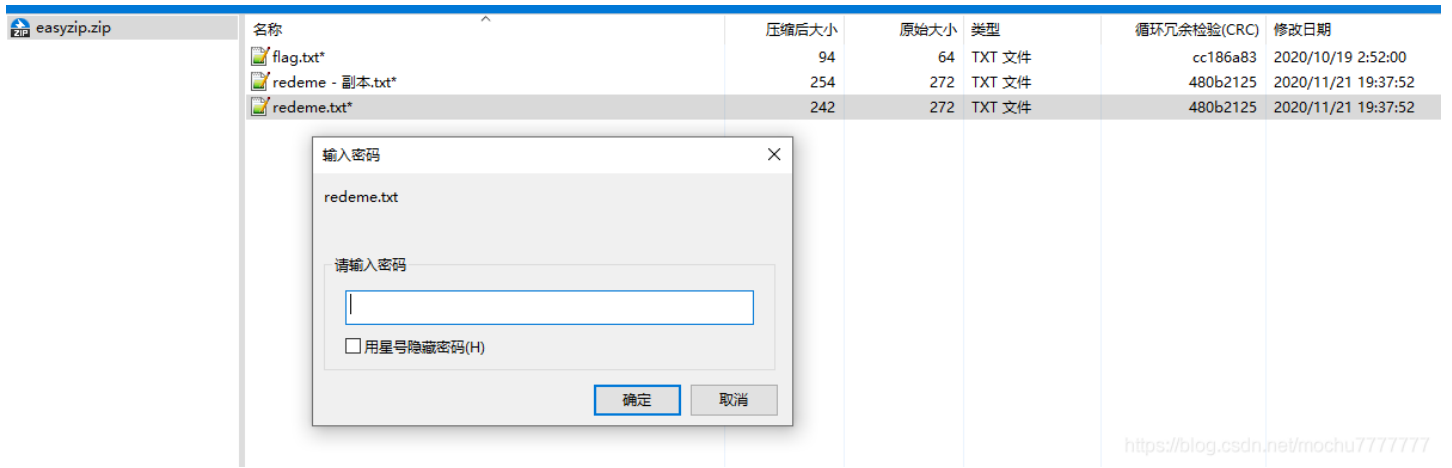 easyzip.zip
名称 压缩后大小 原始大小 类型 循环冗余检验(CRC) 修改日期
flag.txt* 94 64 TXT 文件 cc186a83 2020/10/19 2:52:00
redeme - 副本.txt* 254 272 TXT 文件 480b2125 2020/11/21 19:37:52
redeme.txt* 242 272 TXT 文件 480b2125 2020/11/21 19:37:52
输入密码
redeme.txt
请输入密码
用星号隐藏密码(H)
确定 取消
https://blog.csdn.net/mochu7777777